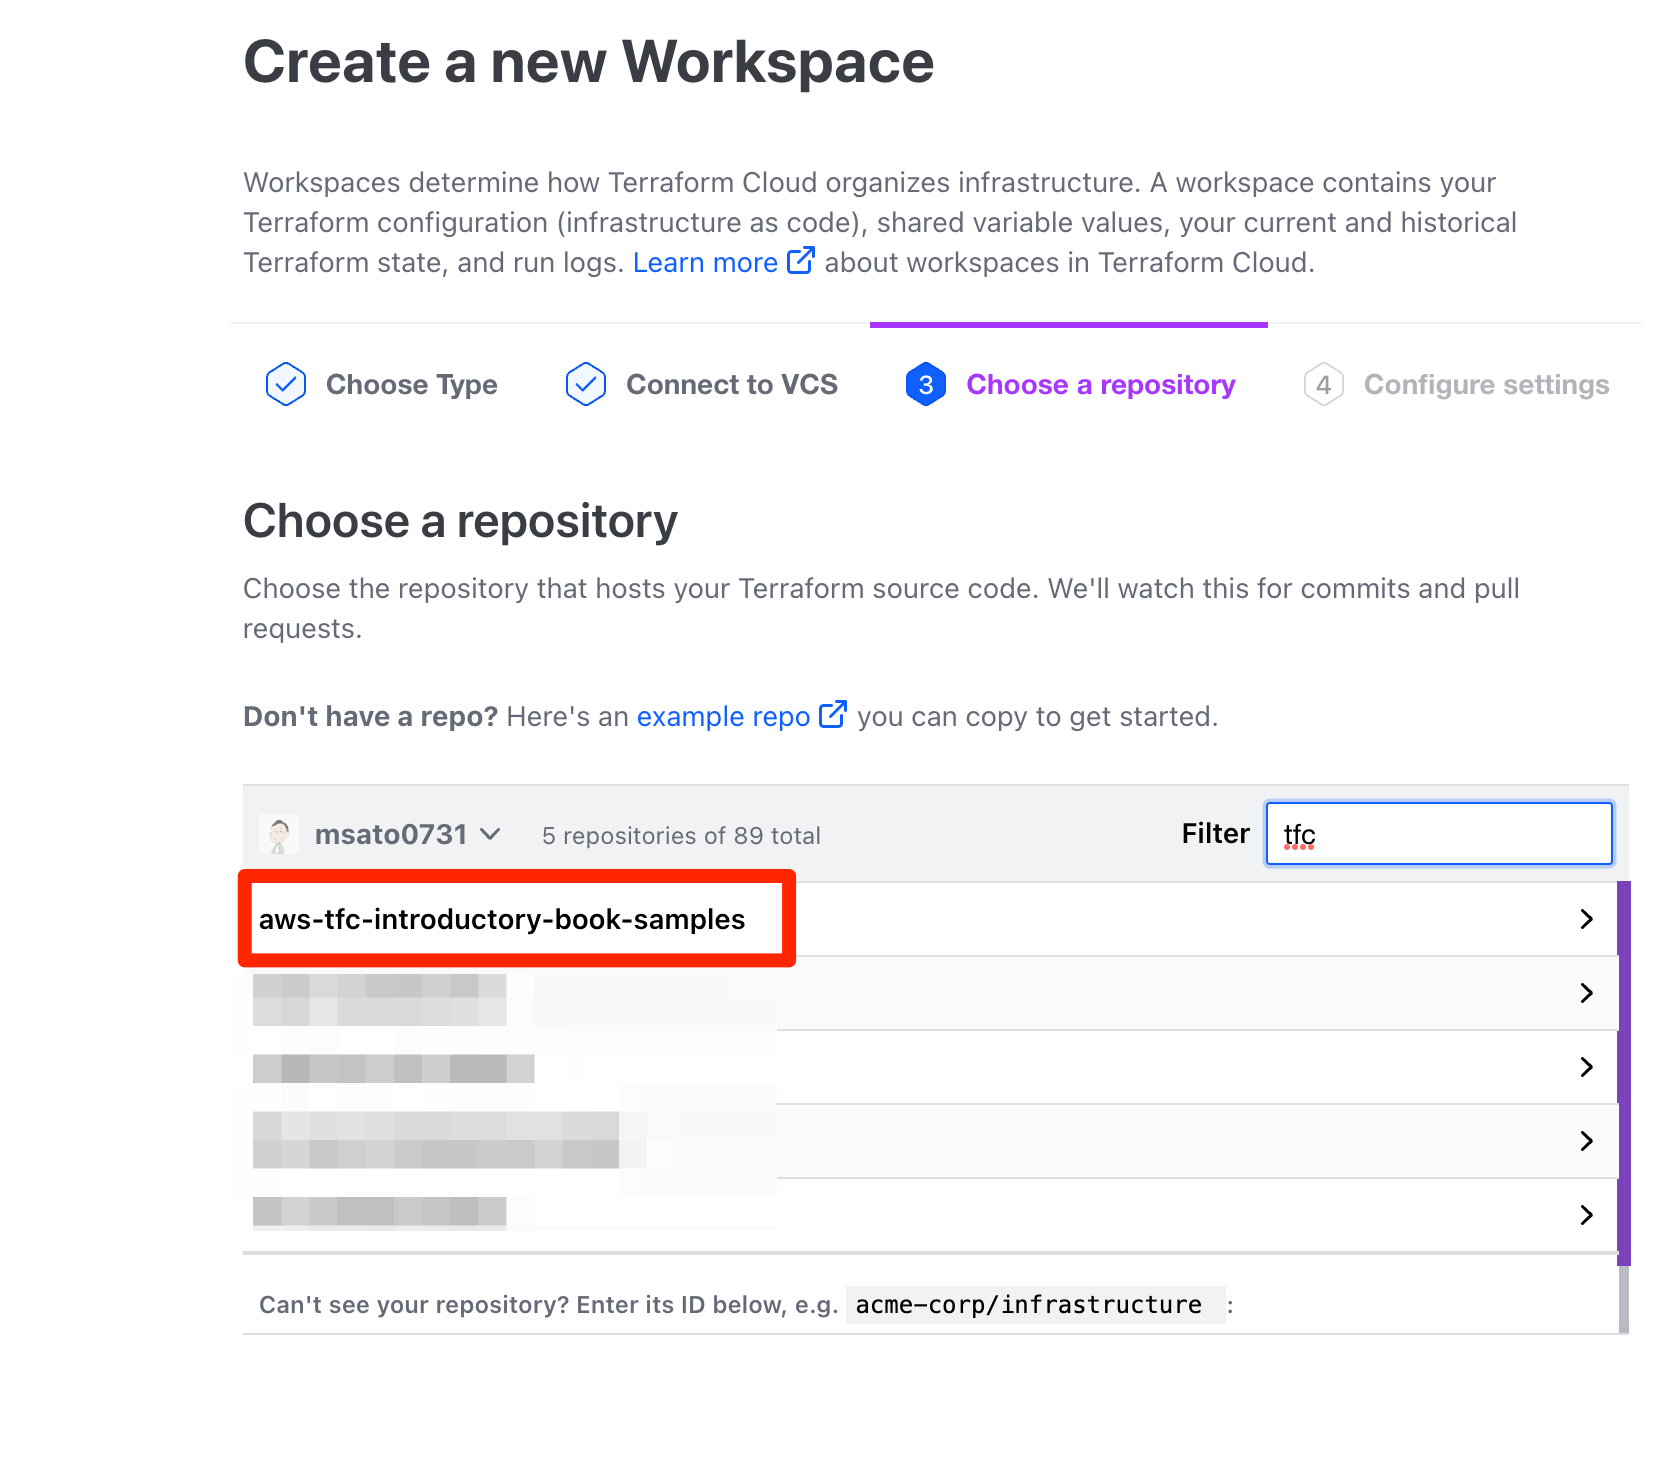 Create a new Workspace
Workspaces determine how Terraform Cloud organizes infrastructure. A workspace contains your
Terraform configuration (infrastructure as code), shared variable values, your current and historical
Terraform state, and run logs. Learn more about workspaces in Terraform Cloud.
Choose Type
Connect to VCS
3 Choose a repository
4 Configure settings
Choose a repository
Choose the repository that hosts your Terraform source code. We'll watch this for commits and pull
requests.
Don't have a repo? Here's an example repo you can copy to get started.
msato0731 5 repositories of 89 total Filter tfc
aws-tfc-introductory-book-samples
Can't see your repository? Enter its ID below, e.g. acme-corp/infrastructure :